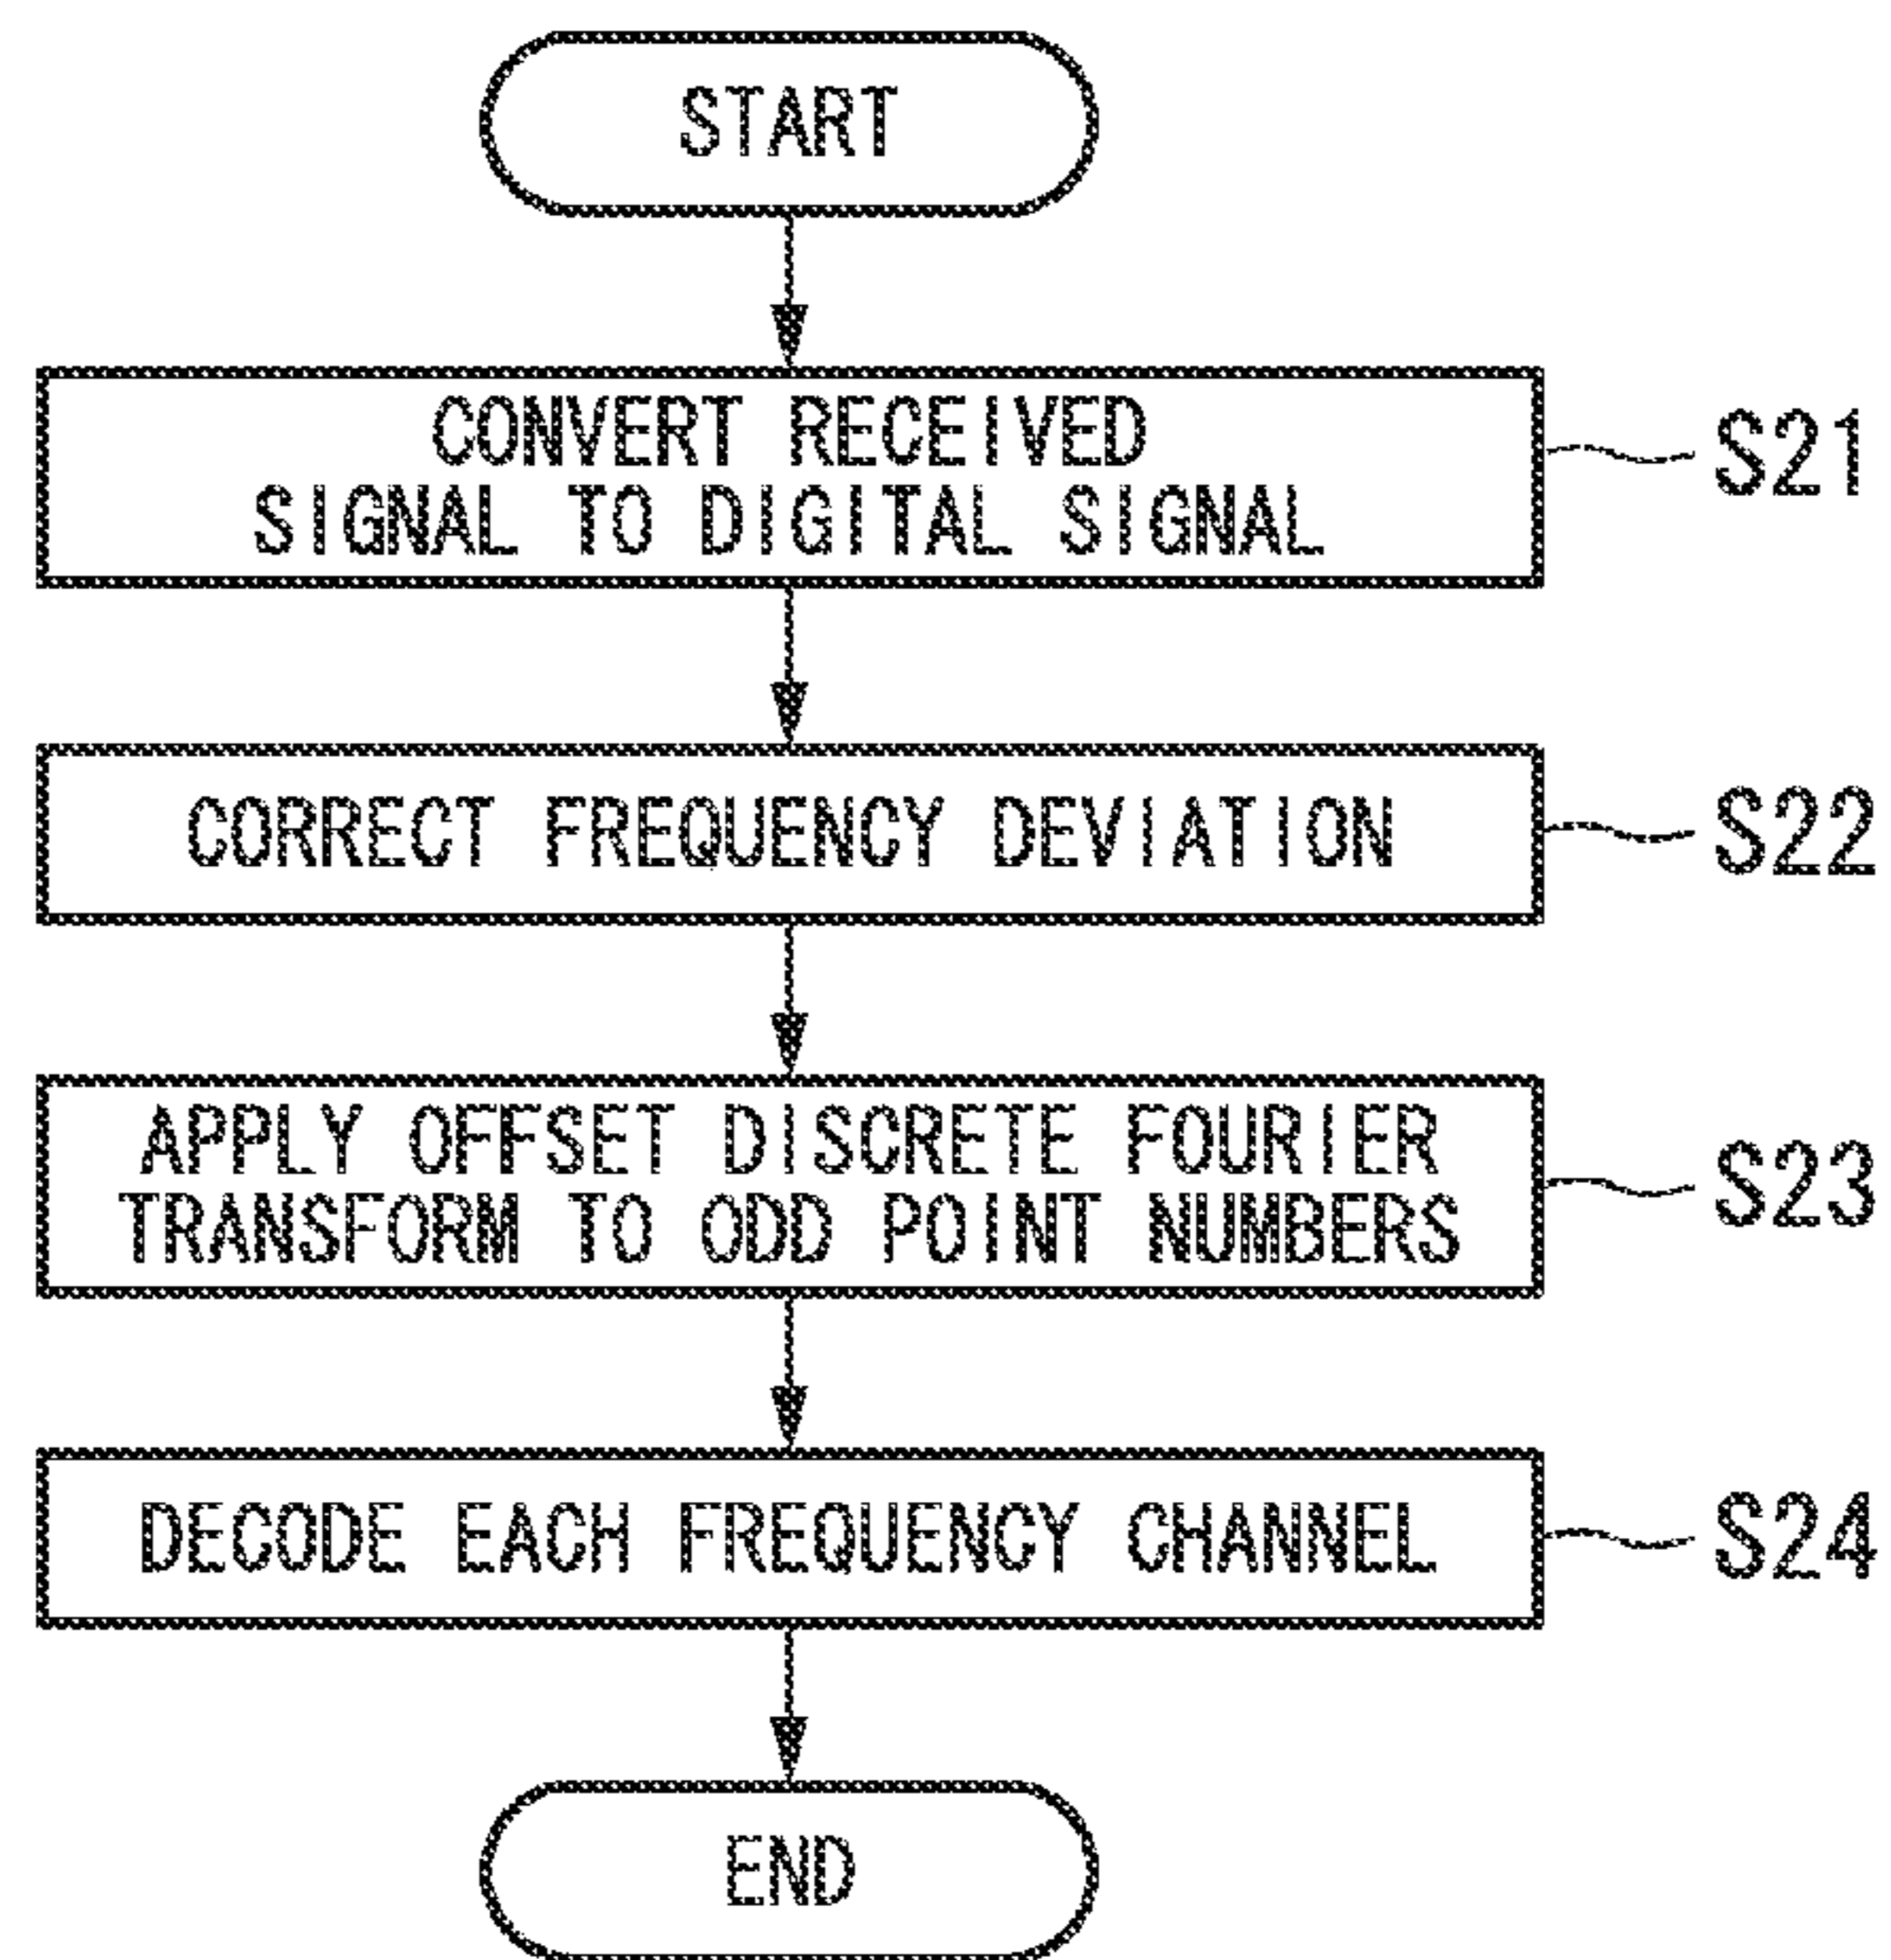 START
CONVERT RECEIVED
SIGNAL TO DIGITAL SIGNAL
S21
CORRECT FREQUENCY DEVIATION
S22
APPLY OFFSET DISCRETE FOURIER
TRANSFORM TO ODD POINT NUMBERS
S23
DECODE EACH FREQUENCY CHANNEL
S24
END